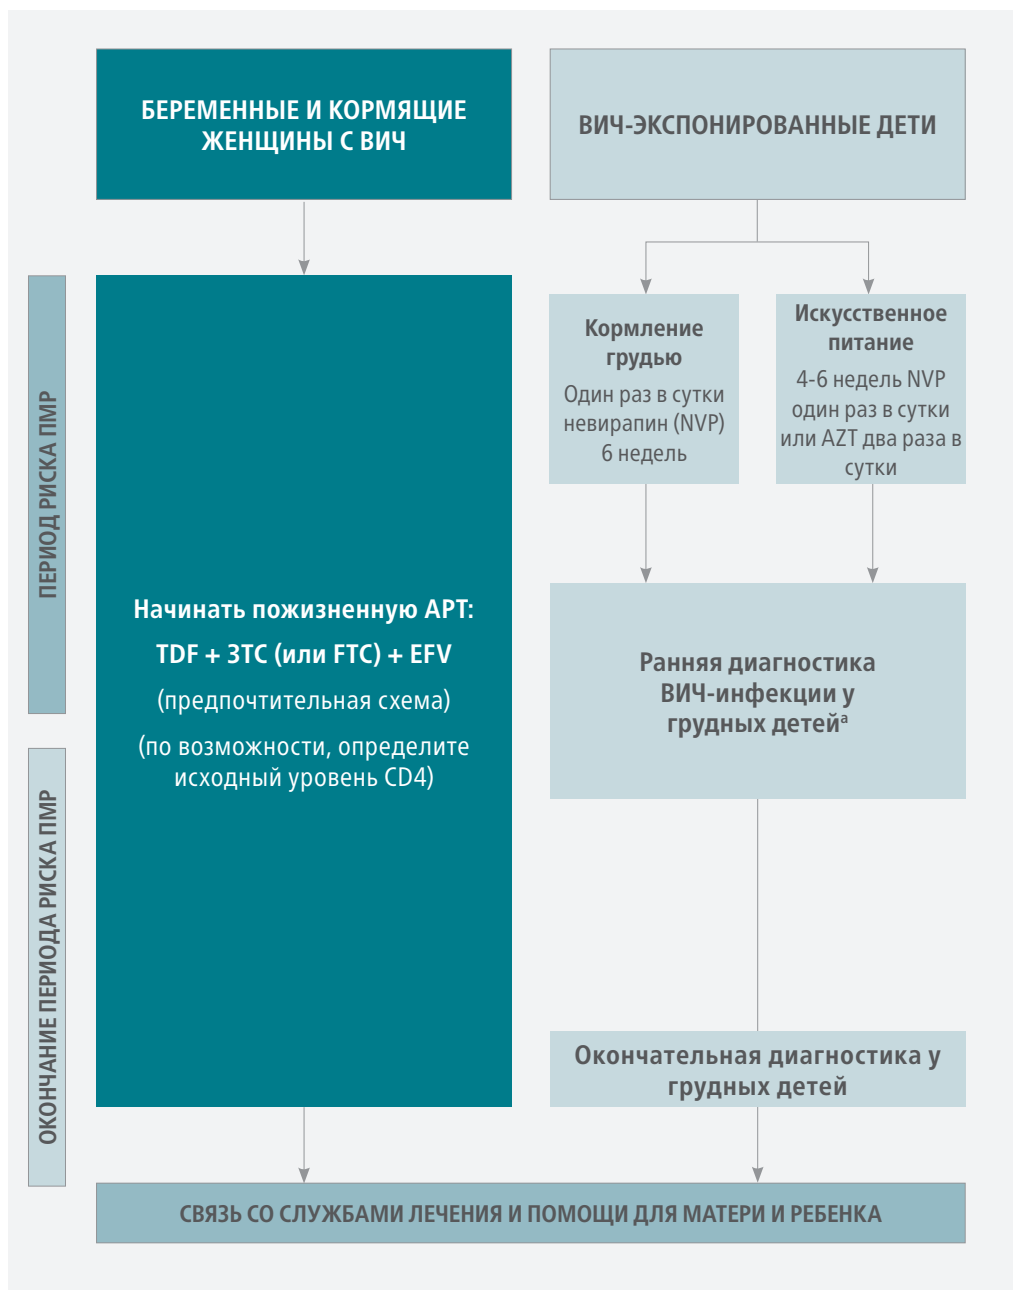 БЕРЕМЕННЫЕ И КОРМЯЩИЕ
ЖЕНЩИНЫ С ВИЧ
ВИЧ-ЭКСПОНИРОВАННЫЕ ДЕТИ
ПЕРИОД РИСКА ПМР
ОКОНЧАНИЕ ПЕРИОДА РИСКА ПМР
Начинать пожизненную АРТ:
TDF + 3TC (или FTC) + EFV
(предпочтительная схема)
(по возможности, определите
исходный уровень CD4)
Кормление
грудью
Один раз в сутки
невирапин (NVP)
6 недель
Искусственное
питание
4-6 недель NVP
один раз в сутки
или AZT два раза в
сутки
Ранняя диагностика
ВИЧ-инфекции у
грудных детейᵃ
Окончательная диагностика у
грудных детей
СВЯЗЬ СО СЛУЖБАМИ ЛЕЧЕНИЯ И ПОМОЩИ ДЛЯ МАТЕРИ И РЕБЕНКА